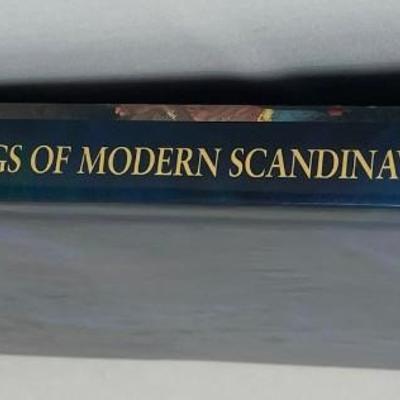 GS OF MODERN SCANDINAV